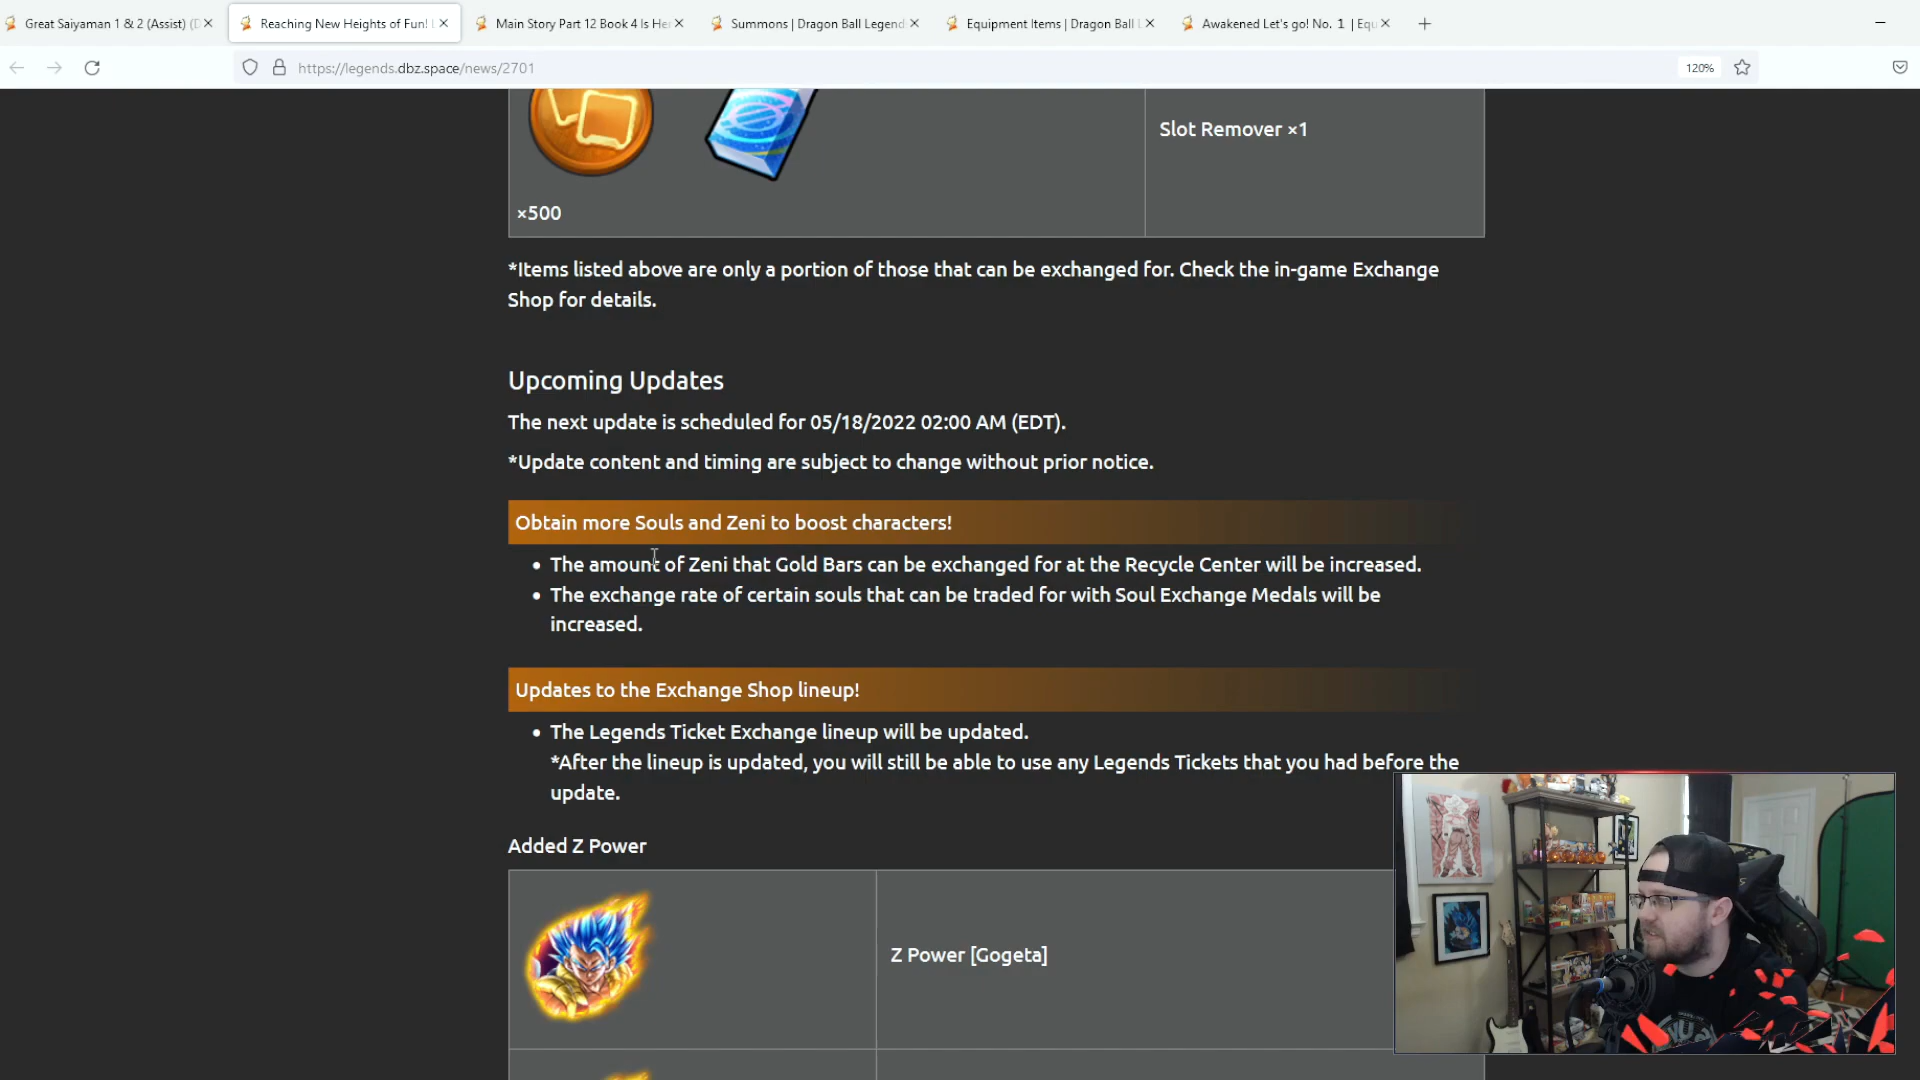 Great Saiyaman 1 & 2 (Assist) (D
Reaching New Heights of Fun!
Main Story Part 12 Book 4 Is He
Summons | Dragon Ball Legend
Equipment Items | Dragon Ball L
Awakened Let's go! No. 1 | Equ
https://legends.dbz.space/news/2701
120%
×500
Slot Remover ×1
*Items listed above are only a portion of those that can be exchanged for. Check the in-game Exchange
Shop for details.
Upcoming Updates
The next update is scheduled for 05/18/2022 02:00 AM (EDT).
*Update content and timing are subject to change without prior notice.
Obtain more Souls and Zeni to boost characters!
• The amount of Zeni that Gold Bars can be exchanged for at the Recycle Center will be increased.
• The exchange rate of certain souls that can be traded for with Soul Exchange Medals will be
increased.
Updates to the Exchange Shop lineup!
• The Legends Ticket Exchange lineup will be updated.
*After the lineup is updated, you will still be able to use any Legends Tickets that you had before the
update.
Added Z Power
Z Power [Gogeta]